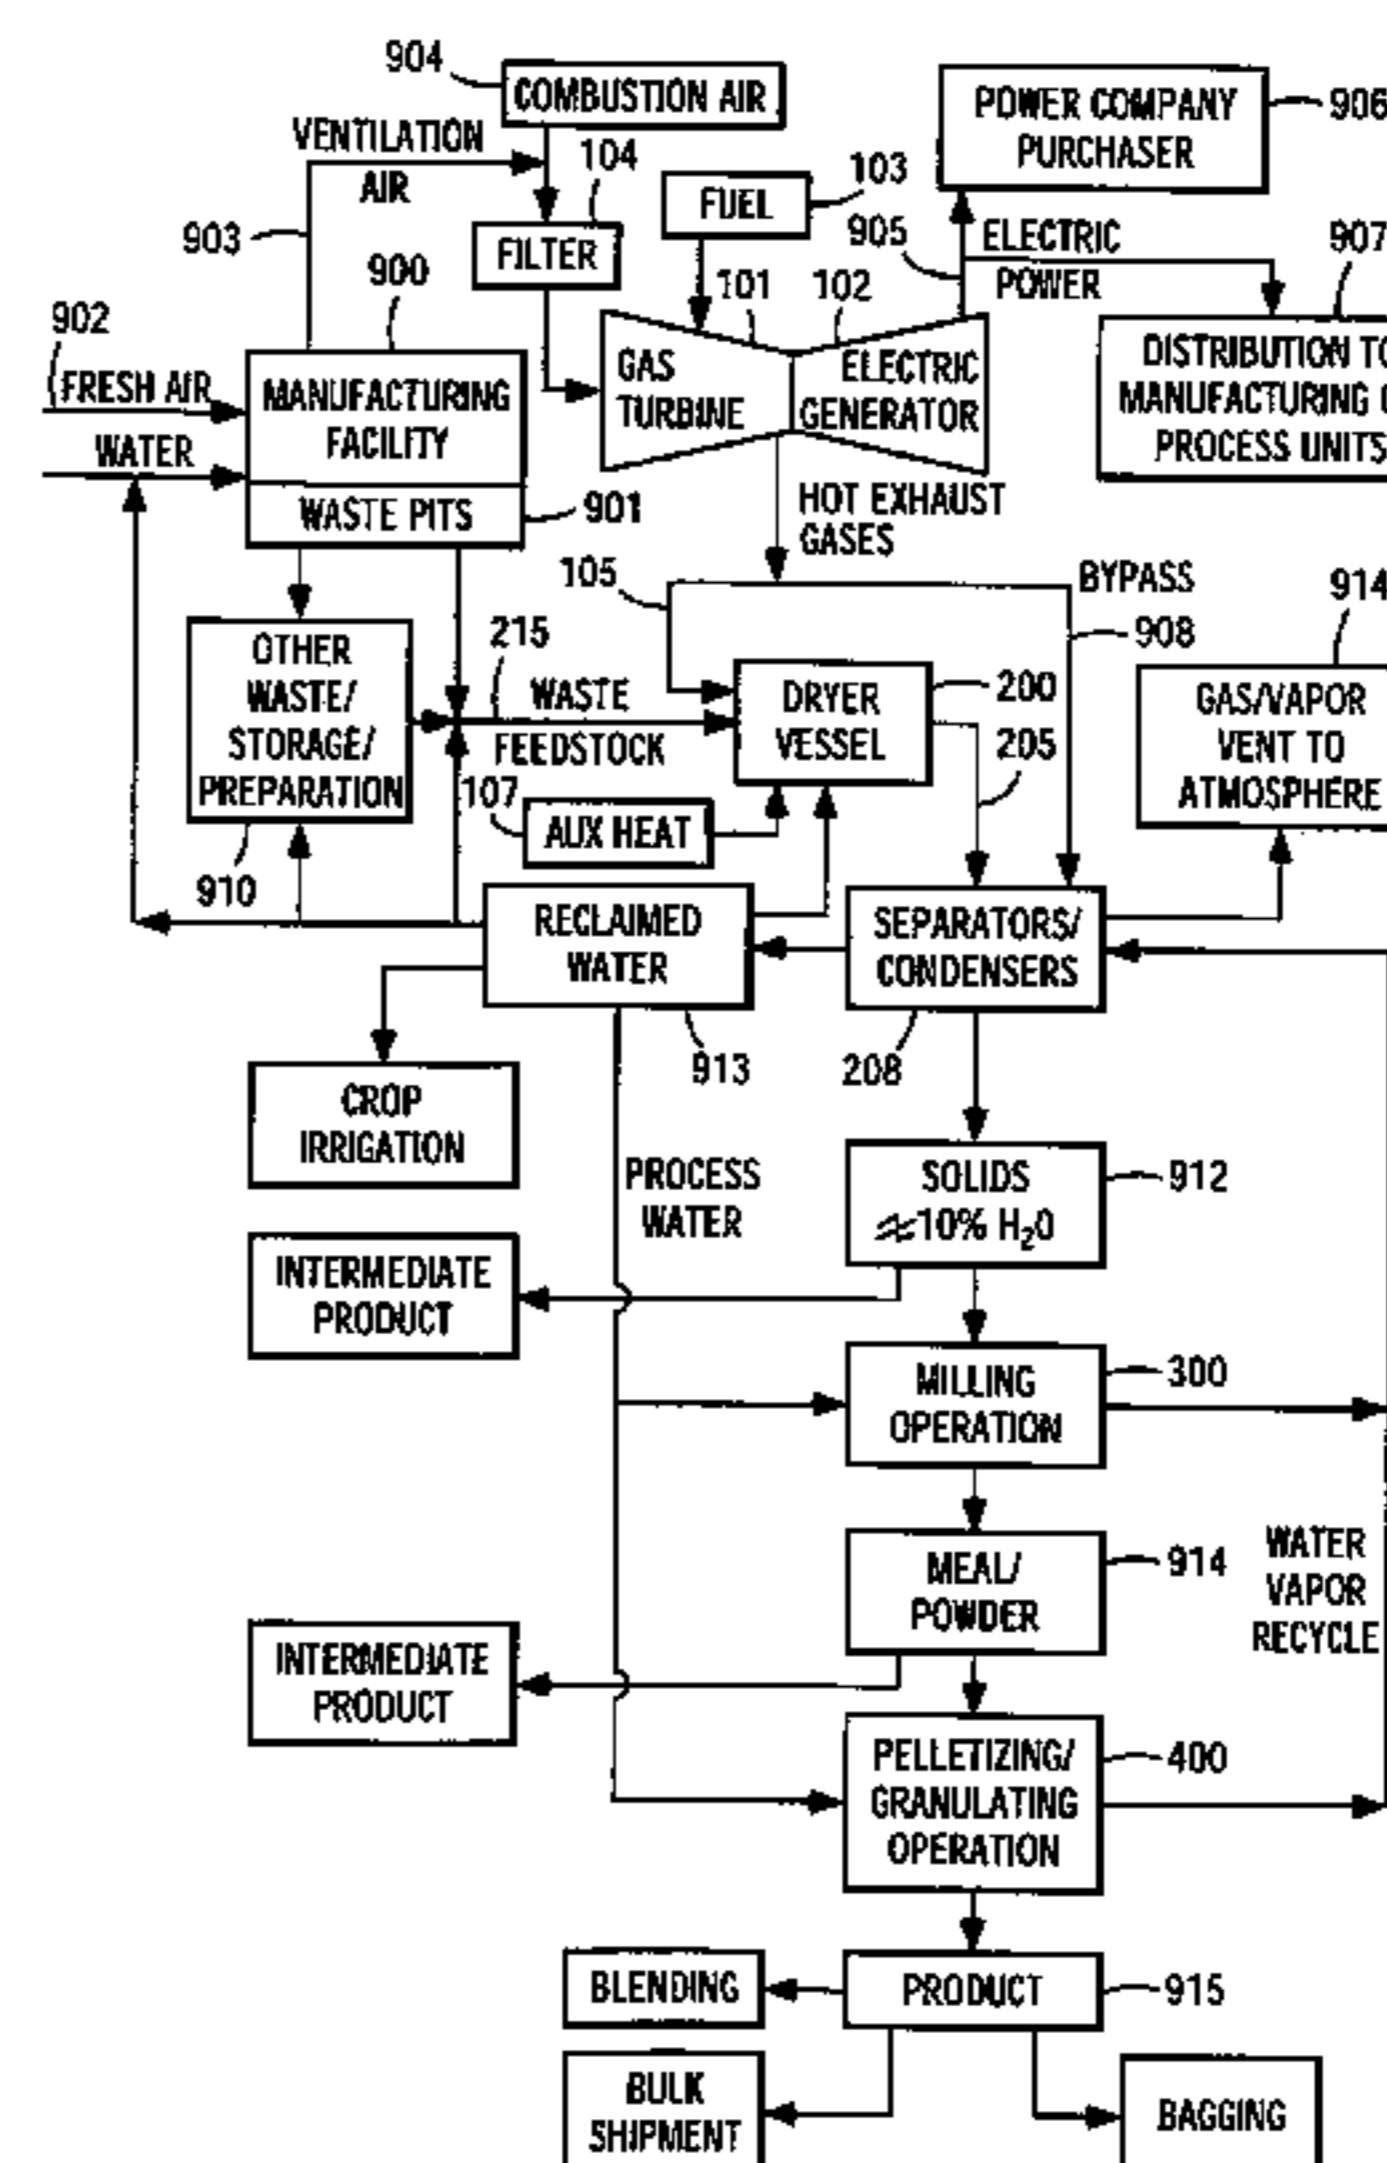 904
COMBUSTION AIR
POWER COMPANY
PURCHASER
906
VENTILATION
AIR
104
103
FUEL
903
900
FILTER
905
ELECTRIC
POWER
907
902
101
102
FRESH AIR
WATER
MANUFACTURING
FACILITY
WASTE PITS
901
GAS
TURBINE
ELECTRIC
GENERATOR
DISTRIBUTION TO
MANUFACTURING
PROCESS UNITS
HOT EXHAUST
GASES
105
BYPASS
908
914
215
OTHER
WASTE/
STORAGE/
PREPARATION
WASTE
FEEDSTOCK
DRYER
VESSEL
200
205
GAS/VAPOR
VENT TO
ATMOSPHERE
107
AUX HEAT
910
RECLAIMED
WATER
SEPARATORS/
CONDENSERS
913
208
CROP
IRRIGATION
PROCESS
WATER
SOLIDS
≈10% H₂O
912
INTERMEDIATE
PRODUCT
MILLING
OPERATION
300
MEAL/
POWDER
914
WATER
VAPOR
RECYCLE
INTERMEDIATE
PRODUCT
PELLETIZING/
GRANULATING
OPERATION
400
BLENDING
PRODUCT
915
BULK
SHIPMENT
BAGGING